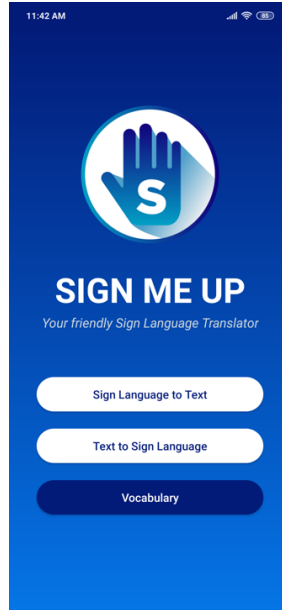 11:42 AM
85
S
SIGN ME UP
Your friendly Sign Language Translator
Sign Language to Text
Text to Sign Language
Vocabulary